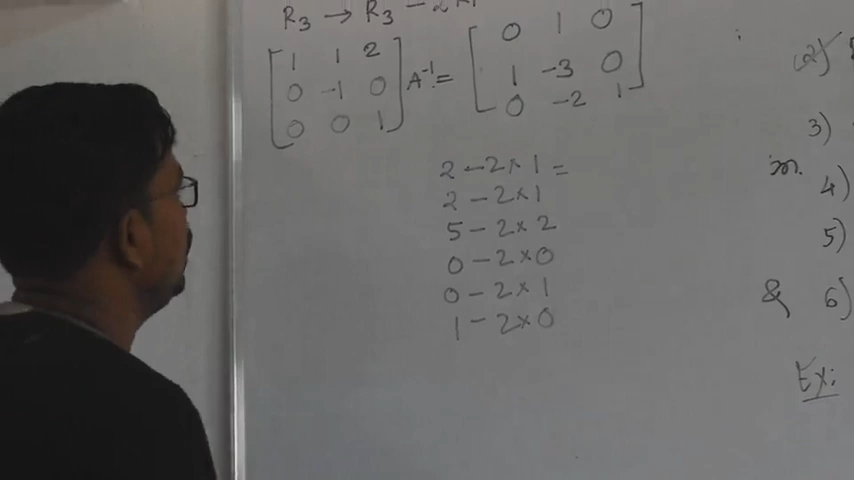 R₃ → R₃ - 2R₁
[1 1 2; 0 -1 0; 0 0 1] A⁻¹ = [0 1 0; 1 -3 0; 0 -2 1]
2 - 2×1 =
2 - 2×1
5 - 2×2
0 - 2×0
0 - 2×1
1 - 2×0
(2)
3)
m.
4)
5)
& 6)
Ex: